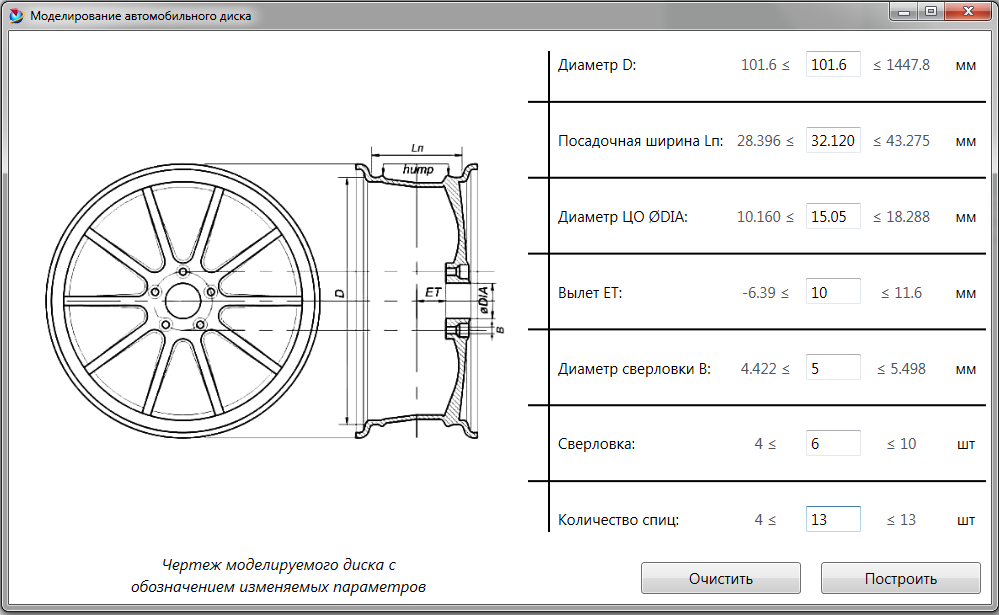 Моделирование автомобильного диска
Lп
hump
D
ET
øDIA
B
Чертеж моделируемого диска с
обозначением изменяемых параметров
Диаметр D: 101.6 ≤ 101.6 ≤ 1447.8 мм
Посадочная ширина Lп: 28.396 ≤ 32.120 ≤ 43.275 мм
Диаметр ЦО ØDIA: 10.160 ≤ 15.05 ≤ 18.288 мм
Вылет ET: -6.39 ≤ 10 ≤ 11.6 мм
Диаметр сверловки B: 4.422 ≤ 5 ≤ 5.498 мм
Сверловка: 4 ≤ 6 ≤ 10 шт
Количество спиц: 4 ≤ 13 ≤ 13 шт
Очистить Построить